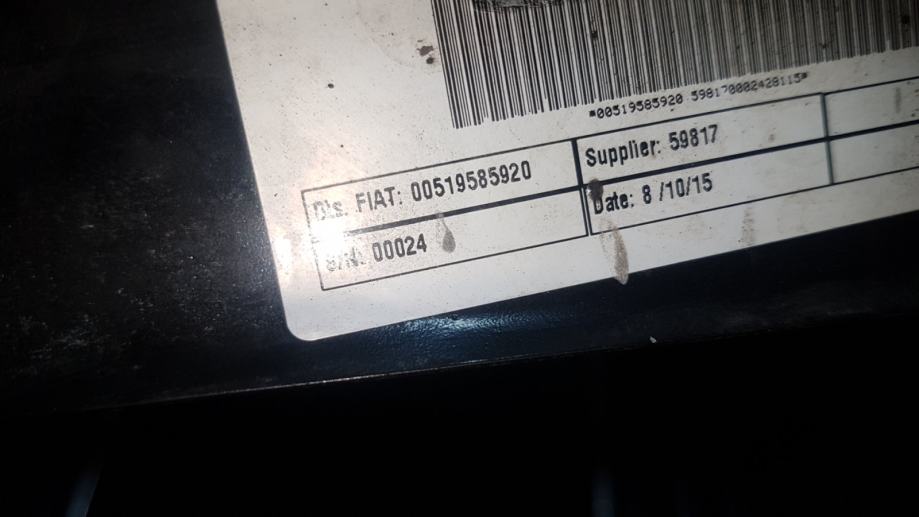 *00519585920 598170002428115*
Dis. FIAT: 00519585920
Supplier: 59817
S/N: 00024
Date: 8 /10/15